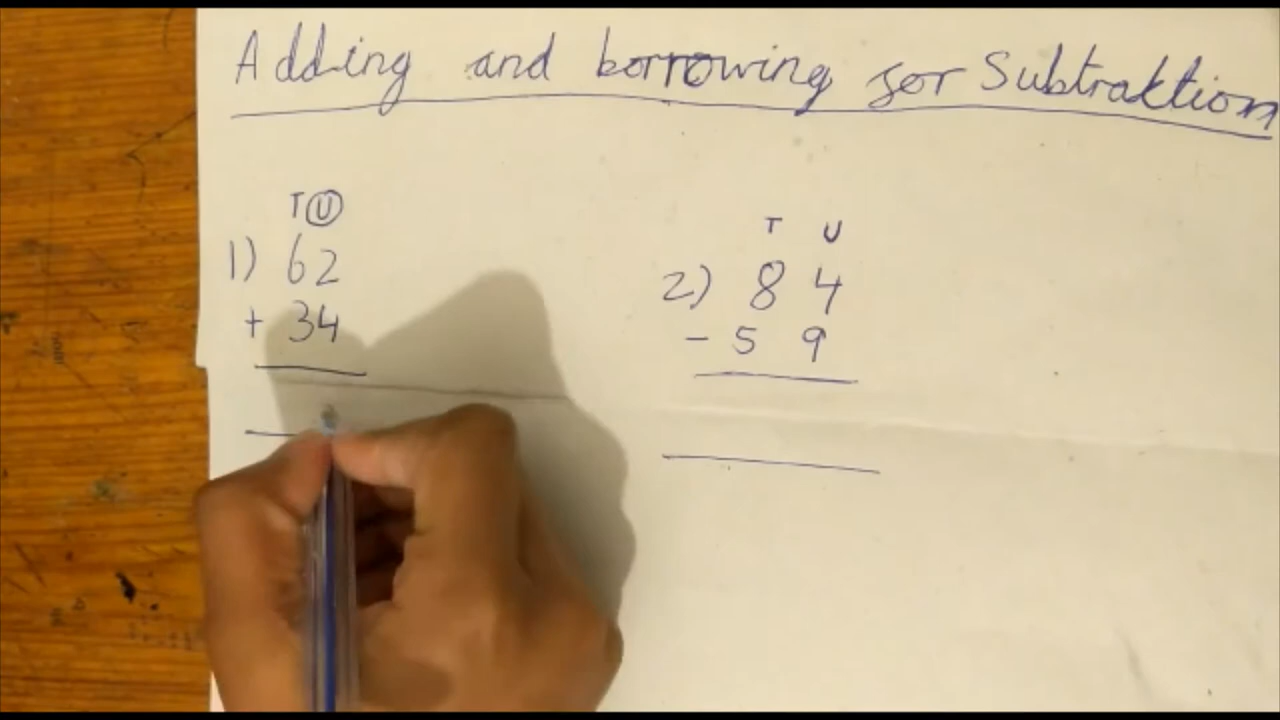 Adding and borrowing for Subtraktion
T U
1) 62
+ 34
T U
2) 8 4
- 5 9